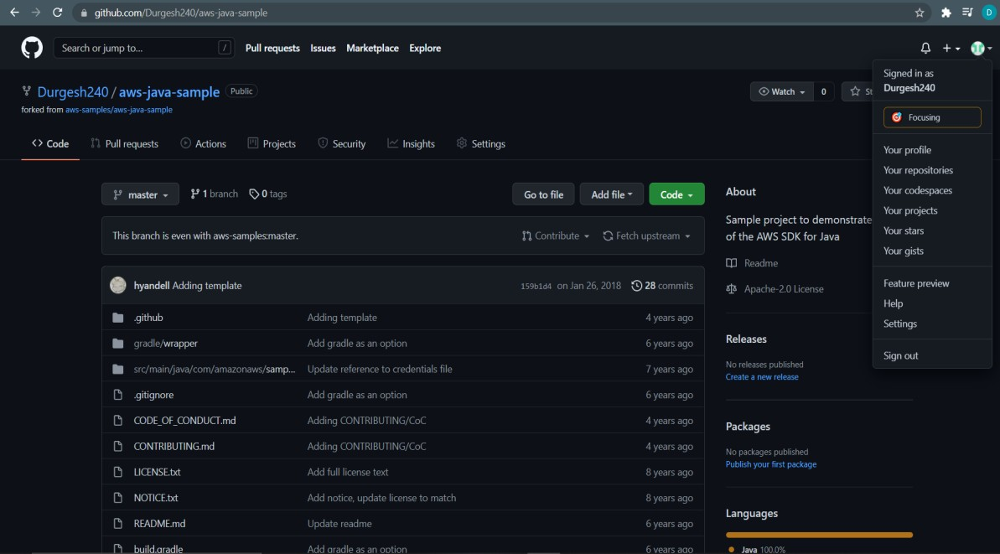 github.com/Durgesh240/aws-java-sample
D
Search or jump to...
/
Pull requests Issues Marketplace Explore
Durgesh240 / aws-java-sample Public
forked from aws-samples/aws-java-sample
Watch 0
Signed in as
Durgesh240
Focusing
Your profile
Your repositories
Your codespaces
Your projects
Your stars
Your gists
Feature preview
Help
Settings
Sign out
Code Pull requests Actions Projects Security Insights Settings
master 1 branch 0 tags
Go to file Add file Code
This branch is even with aws-samples:master.
Contribute Fetch upstream
hyandell Adding template 159b1d4 on Jan 26, 2018 28 commits
.github Adding template 4 years ago
gradle/wrapper Add gradle as an option 6 years ago
src/main/java/com/amazonaws/samp... Update reference to credentials file 7 years ago
.gitignore Add gradle as an option 6 years ago
CODE_OF_CONDUCT.md Adding CONTRIBUTING/CoC 4 years ago
CONTRIBUTING.md Adding CONTRIBUTING/CoC 4 years ago
LICENSE.txt Add full license text 8 years ago
NOTICE.txt Add notice, update license to match 8 years ago
README.md Update readme 6 years ago
build.gradle Add gradle as an option 6 years ago
About
Sample project to demonstrate
of the AWS SDK for Java
Readme
Apache-2.0 License
Releases
No releases published
Create a new release
Packages
No packages published
Publish your first package
Languages
Java 100.0%